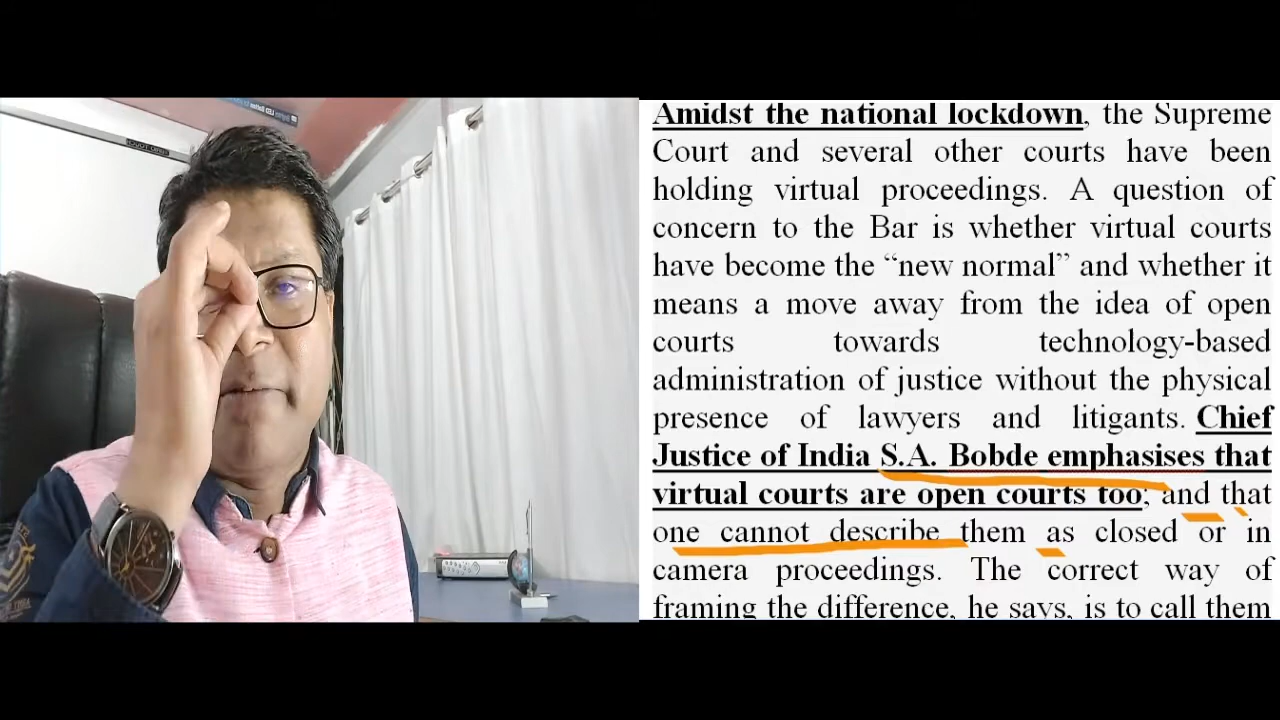 Amidst the national lockdown, the Supreme
Court and several other courts have been
holding virtual proceedings. A question of
concern to the Bar is whether virtual courts
have become the “new normal” and whether it
means a move away from the idea of open
courts towards technology-based
administration of justice without the physical
presence of lawyers and litigants. Chief
Justice of India S.A. Bobde emphasises that
virtual courts are open courts too; and that
one cannot describe them as closed or in
camera proceedings. The correct way of
framing the difference, he says, is to call them